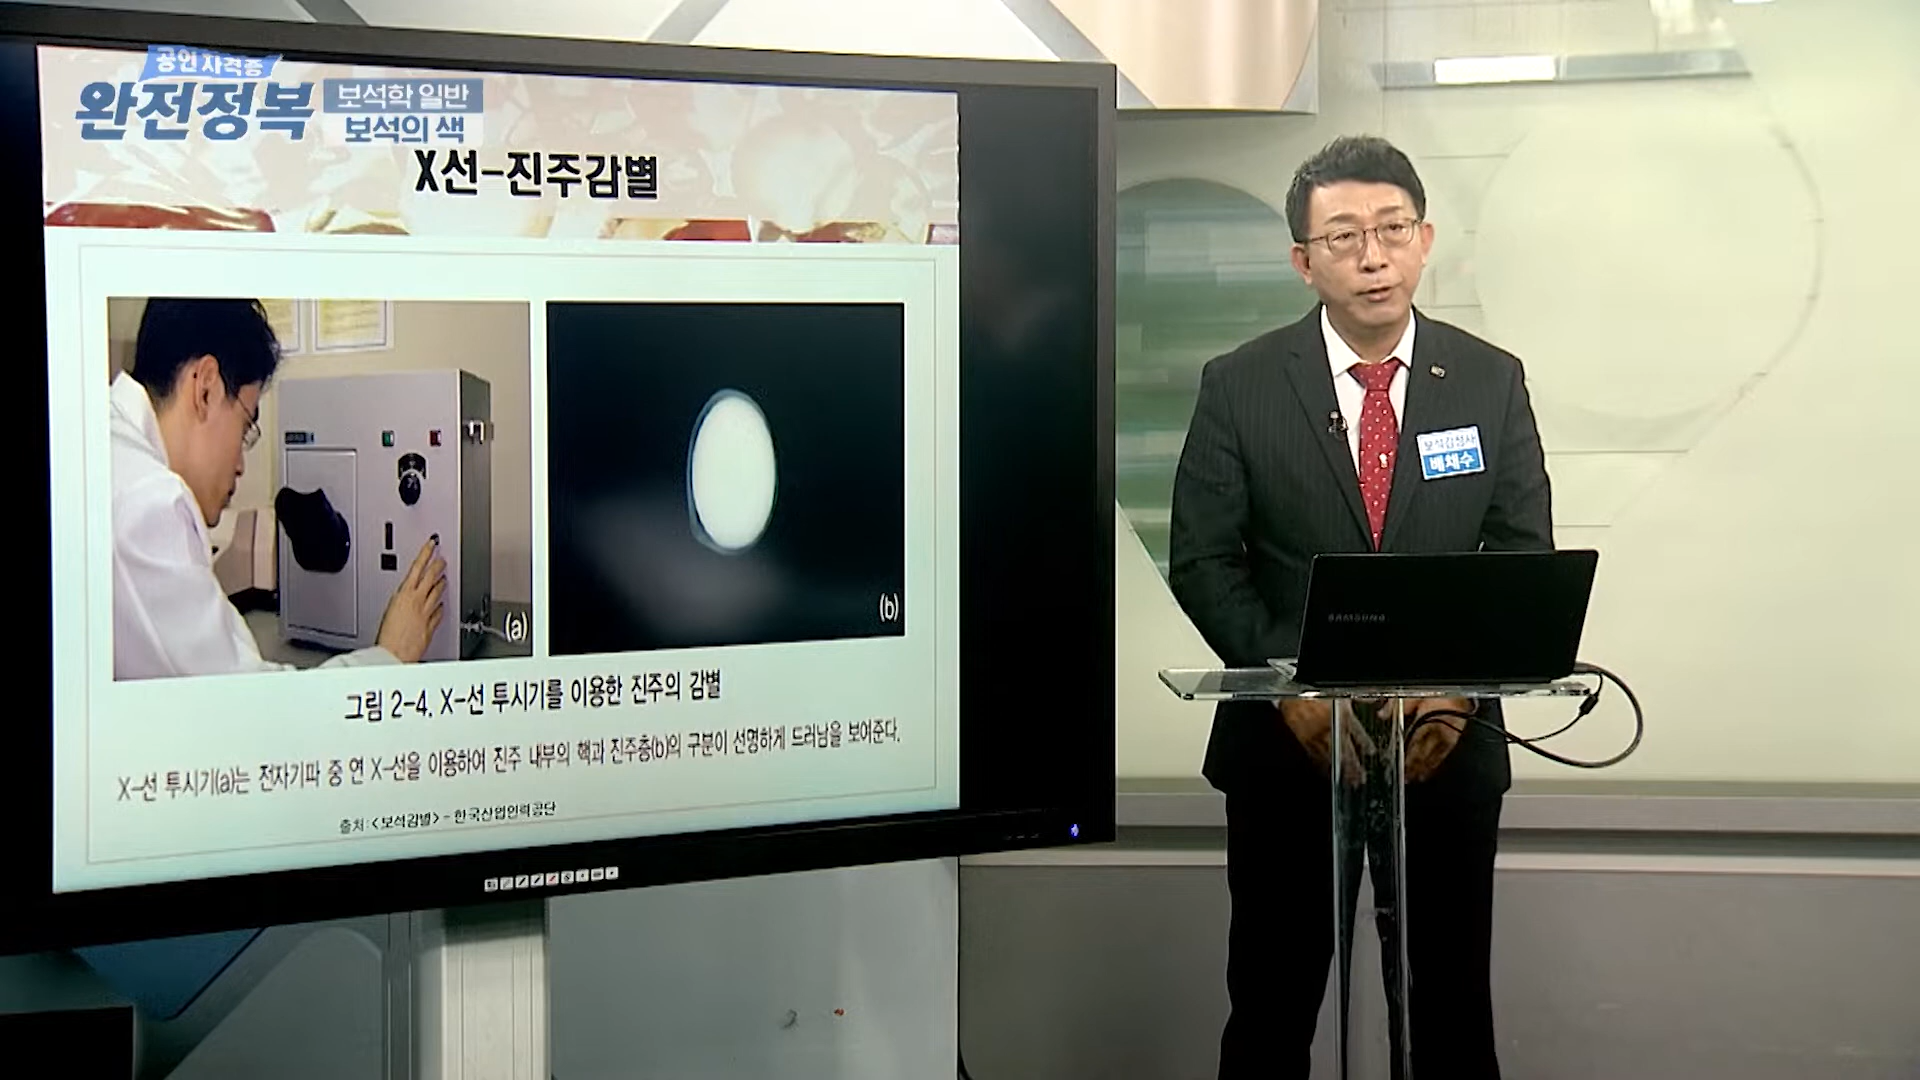 공인 자격증
완전정복
보석학 일반
보석의 색
X선-진주감별
(a)
(b)
그림 2-4. X-선 투시기를 이용한 진주의 감별
X-선 투시기(a)는 전자기파 중 연 X-선을 이용하여 진주 내부의 핵과 진주층(b)의 구분이 선명하게 드러남을 보여준다.
출처:<보석감별> - 한국산업인력공단
보석감정사
배채수
SAMSUNG